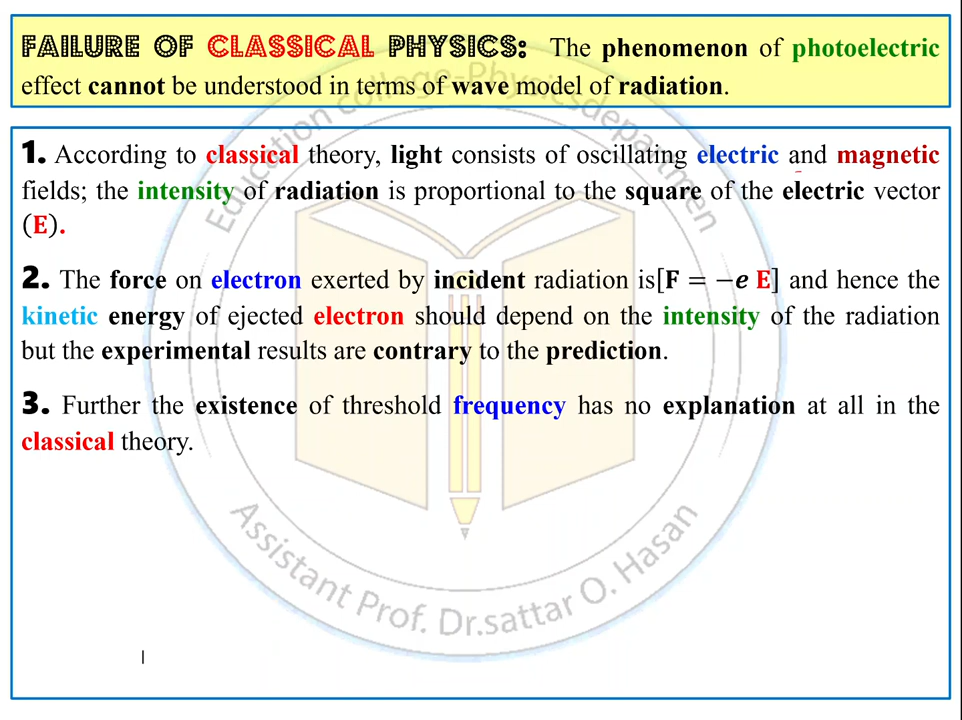 FAILURE OF CLASSICAL PHYSICS: The phenomenon of photoelectric
effect cannot be understood in terms of wave model of radiation.
1. According to classical theory, light consists of oscillating electric and magnetic
fields; the intensity of radiation is proportional to the square of the electric vector
(E).
2. The force on electron exerted by incident radiation is[F = −e E] and hence the
kinetic energy of ejected electron should depend on the intensity of the radiation
but the experimental results are contrary to the prediction.
3. Further the existence of threshold frequency has no explanation at all in the
classical theory.
Education college-Physicsdepartmen
Assistant Prof. Dr.sattar O. Hasan